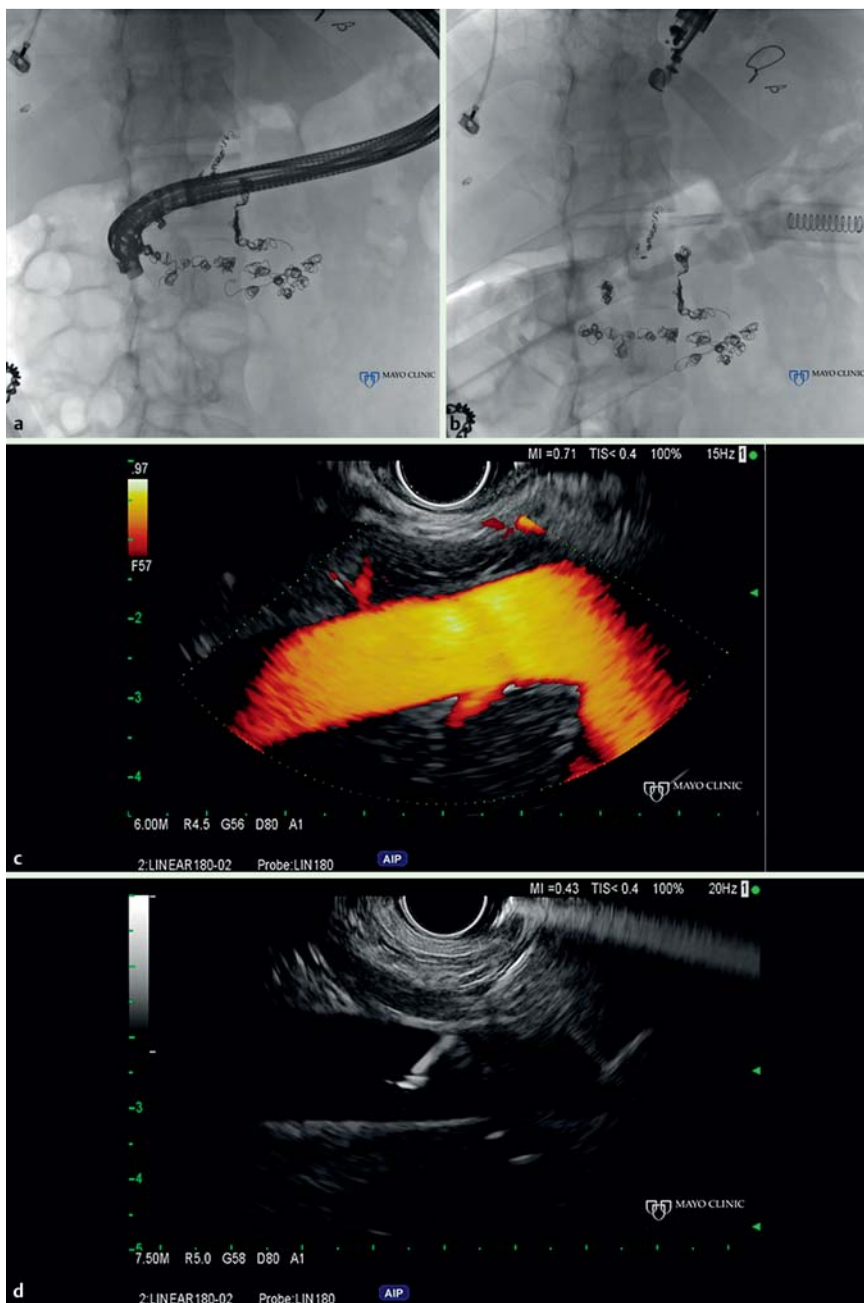 MAYO CLINIC
a
MAYO CLINIC
b
MI =0.71 TIS< 0.4 100% 15Hz 1
.97
F57
-2
-3
-4
MAYO CLINIC
6.00M R4.5 G56 D80 A1
c
2:LINEAR180-02 Probe:LIN180 AIP
MI =0.43 TIS< 0.4 100% 20Hz 1
-3
-4
MAYO CLINIC
-5
7.50M R5.0 G58 D80 A1
d
2:LINEAR180-02 Probe:LIN180 AIP